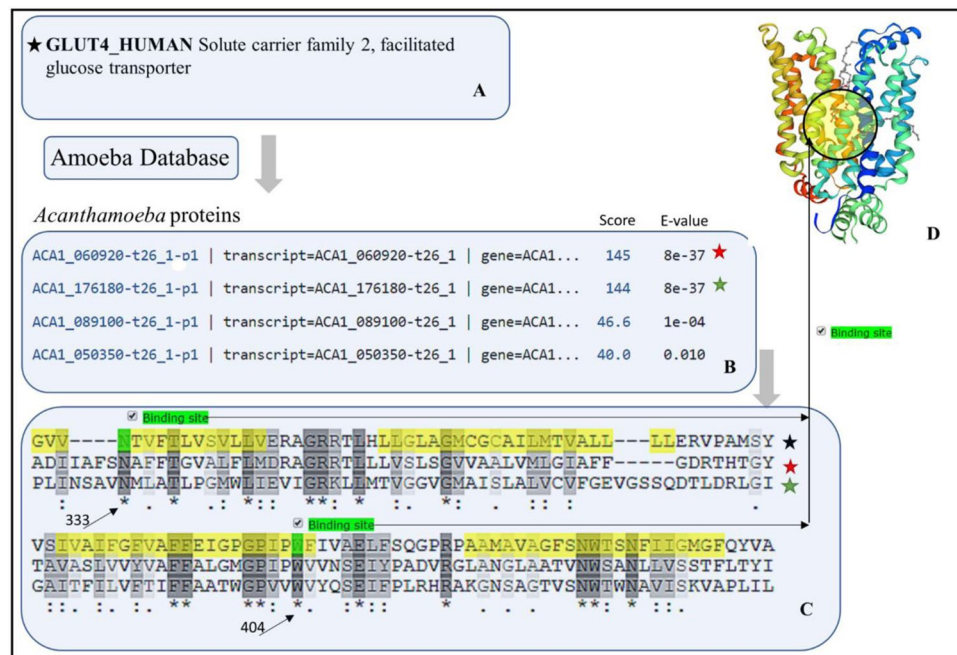 ★ GLUT4_HUMAN Solute carrier family 2, facilitated
glucose transporter
A
Amoeba Database
Acanthamoeba proteins
Score E-value
ACA1_060920-t26_1-p1 | transcript=ACA1_060920-t26_1 | gene=ACA1... 145 8e-37 ★
ACA1_176180-t26_1-p1 | transcript=ACA1_176180-t26_1 | gene=ACA1... 144 8e-37 ★
ACA1_089100-t26_1-p1 | transcript=ACA1_089100-t26_1 | gene=ACA1... 46.6 1e-04
ACA1_050350-t26_1-p1 | transcript=ACA1_050350-t26_1 | gene=ACA1... 40.0 0.010
B
D
Binding site
Binding site
GVV----NTVFTLVSVLLVERAGRRTLHLLGLAGMCGCAILMTVALL---LLERVPAMSY ★
ADIIAFSNAFFTGVALFLMDRAGRRTLLLVSLSGVVAALVMLGIAFF-----GDRTHTGY ★
PLINSAVNMLATLPGMWLIEVIGRKLLMTVGGVGMAISLALVCVFGEVGSSQDTLDRLGI ★
333
Binding site
VSIVAIFGFVAFFEIGPGPIPWFIVAELFSQGPRPAAMAVAGFSNWTSNFIIGMGFQYVA
TAVASLVVYVAFFALGMGPIPWVVNSEIYPADVRGLANGLAATVNWSANLLVSSTFLTYI
GAITFILVFTIFFAATWGPVVWVYQSEIFPLRHRAKGNSAGTVSNWTWNAVISKVAPLIL
404
C